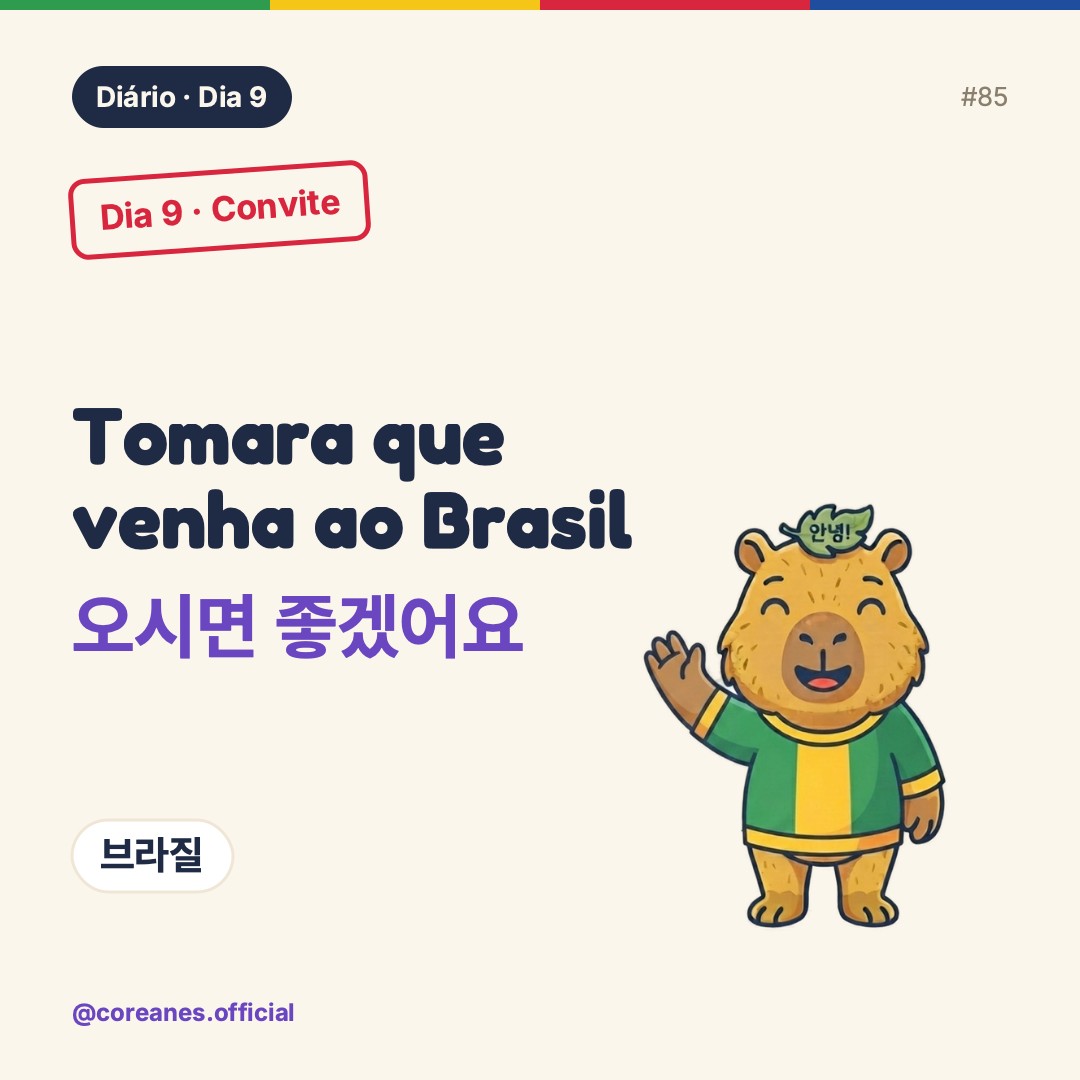 Diário · Dia 9
#85
Dia 9 · Convite
Tomara que
venha ao Brasil
오시면 좋겠어요
안녕!
브라질
@coreanes.official